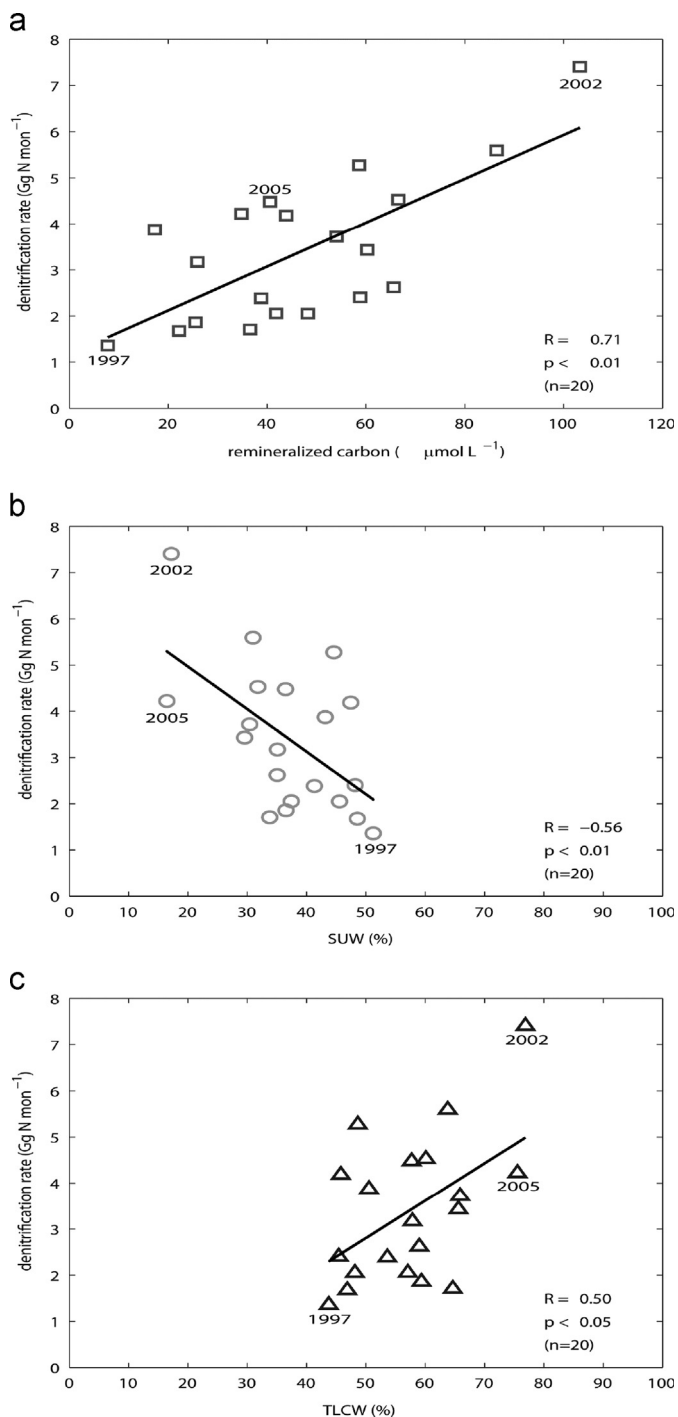 a
8
7
6
5
4
3
2
1
0
denitrification rate (Gg N mon⁻¹)
2002
2005
1997
R = 0.71
p < 0.01
(n=20)
0 20 40 60 80 100 120
remineralized carbon ( μmol L⁻¹)
b
8
7
6
5
4
3
2
1
0
denitrification rate (Gg N mon⁻¹)
2002
2005
1997
R = −0.56
p < 0.01
(n=20)
0 10 20 30 40 50 60 70 80 90 100
SUW (%)
c
8
7
6
5
4
3
2
1
0
denitrification rate (Gg N mon⁻¹)
2002
2005
1997
R = 0.50
p < 0.05
(n=20)
0 10 20 30 40 50 60 70 80 90 100
TLCW (%)